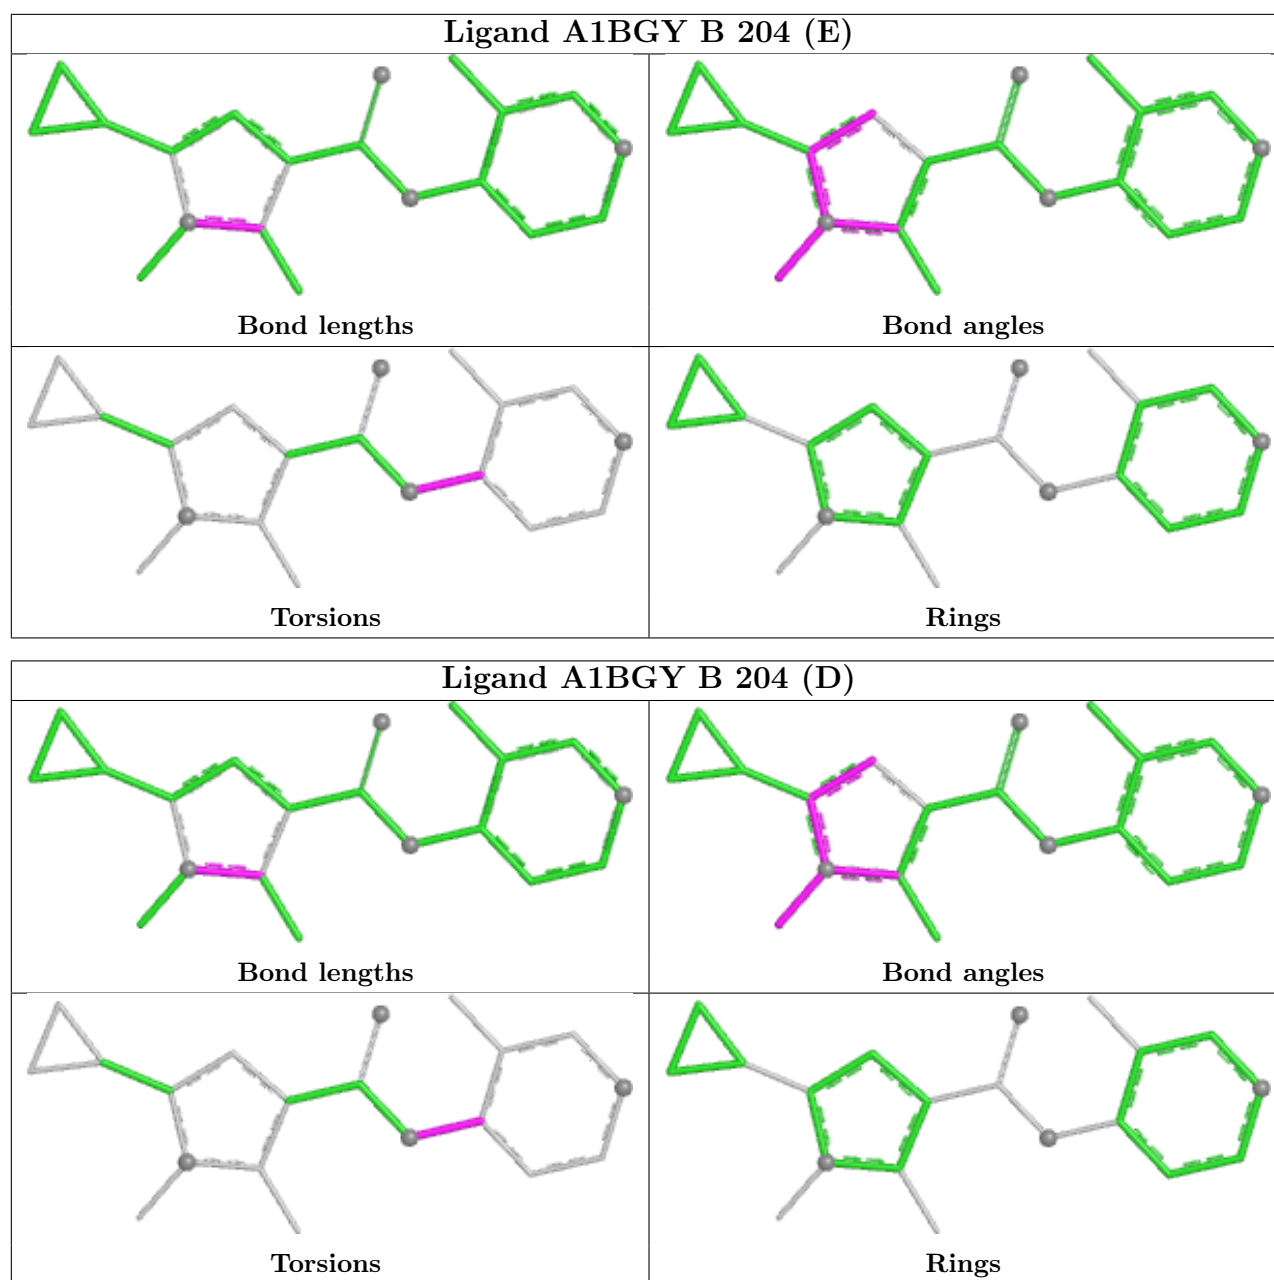 Ligand A1BGY B 204 (E)
Bond lengths
Bond angles
Torsions
Rings
Ligand A1BGY B 204 (D)
Bond lengths
Bond angles
Torsions
Rings